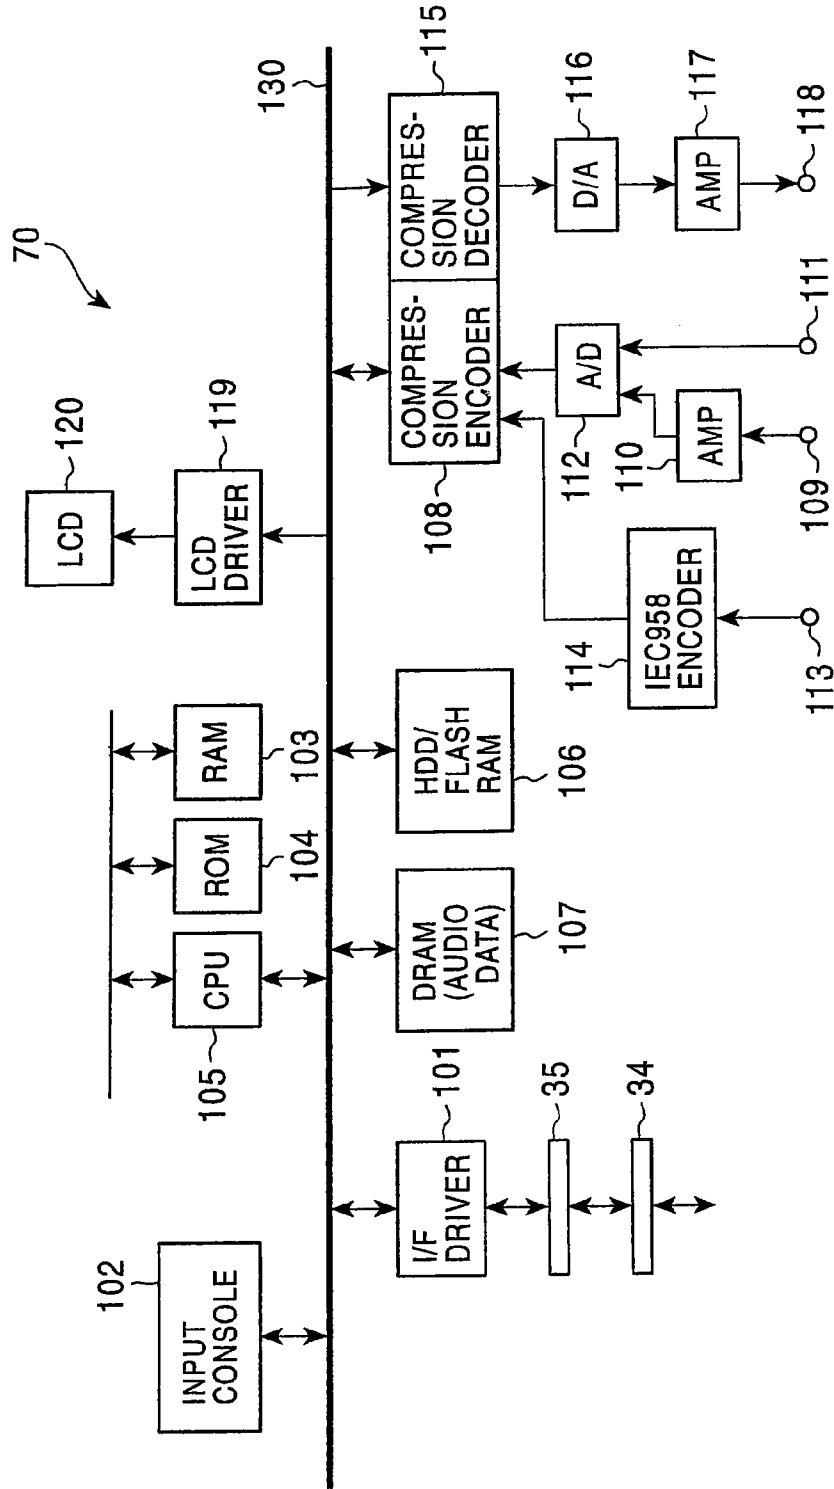 70
120
LCD
119
LCD
DRIVER
130
RAM
103
ROM
104
CPU
105
102
INPUT
CONSOLE
I/F
DRIVER
101
35
34
DRAM
(AUDIO
DATA)
107
HDD/
FLASH
RAM
106
COMPRES-
SION
ENCODER
108
COMPRES-
SION
DECODER
115
D/A
116
AMP
117
118
A/D
112
111
AMP
110
109
IEC958
ENCODER
114
113